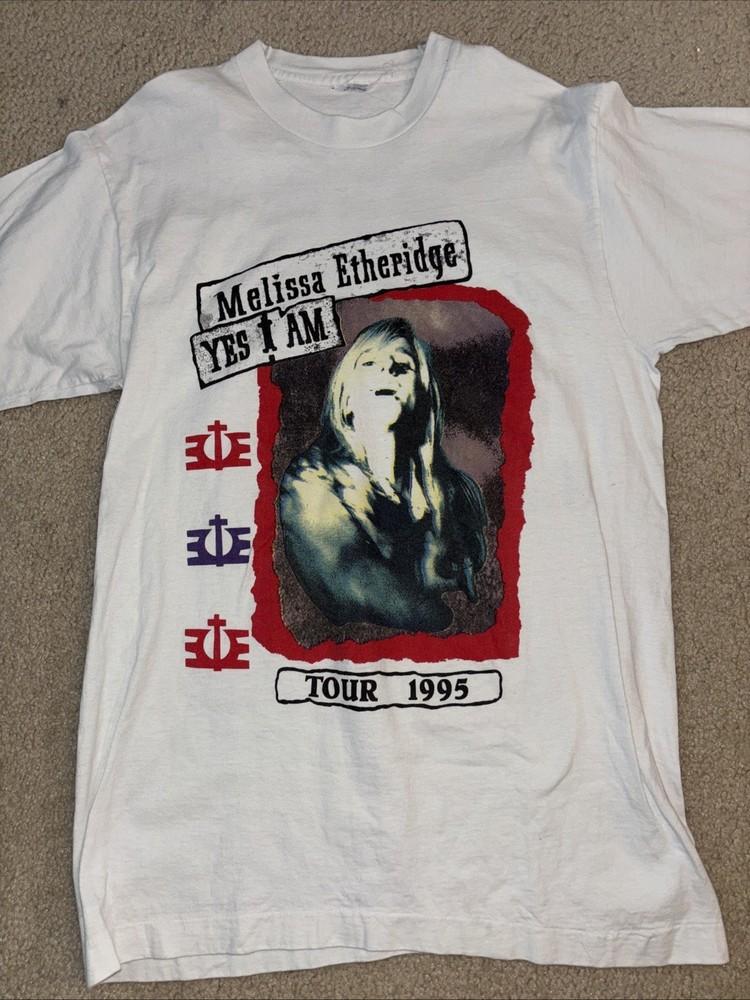 Melissa Etheridge
YES I AM
TOUR 1995